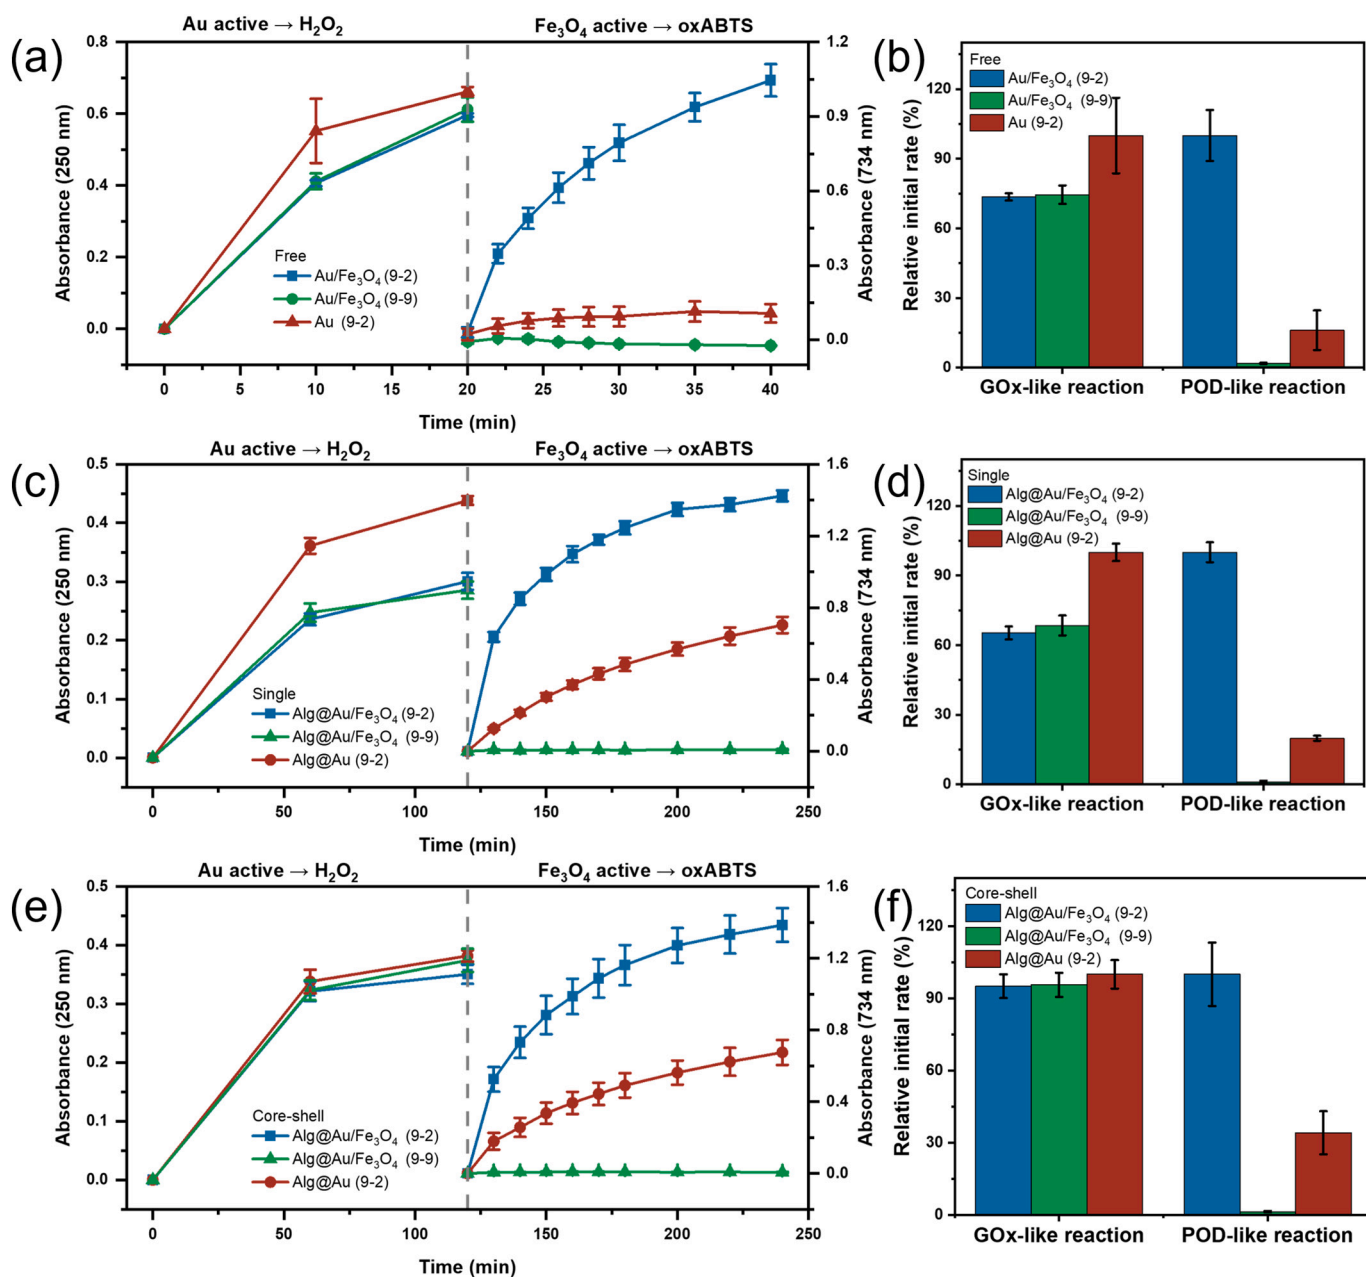 (a)
Au active → H₂O₂
Fe₃O₄ active → oxABTS
0.8
0.6
0.4
0.2
0.0
Absorbance (250 nm)
1.2
0.9
0.6
0.3
0.0
Absorbance (734 nm)
Free
Au/Fe₃O₄ (9-2)
Au/Fe₃O₄ (9-9)
Au (9-2)
0 5 10 15 20 25 30 35 40
Time (min)
(b)
120
90
60
30
0
Relative initial rate (%)
Free
Au/Fe₃O₄ (9-2)
Au/Fe₃O₄ (9-9)
Au (9-2)
GOx-like reaction POD-like reaction
(c)
Au active → H₂O₂
Fe₃O₄ active → oxABTS
0.5
0.4
0.3
0.2
0.1
0.0
Absorbance (250 nm)
1.6
1.2
0.8
0.4
0.0
Absorbance (734 nm)
Single
Alg@Au/Fe₃O₄ (9-2)
Alg@Au/Fe₃O₄ (9-9)
Alg@Au (9-2)
0 50 100 150 200 250
Time (min)
(d)
120
90
60
30
0
Relative initial rate (%)
Single
Alg@Au/Fe₃O₄ (9-2)
Alg@Au/Fe₃O₄ (9-9)
Alg@Au (9-2)
GOx-like reaction POD-like reaction
(e)
Au active → H₂O₂
Fe₃O₄ active → oxABTS
0.5
0.4
0.3
0.2
0.1
0.0
Absorbance (250 nm)
1.6
1.2
0.8
0.4
0.0
Absorbance (734 nm)
Core-shell
Alg@Au/Fe₃O₄ (9-2)
Alg@Au/Fe₃O₄ (9-9)
Alg@Au (9-2)
0 50 100 150 200 250
Time (min)
(f)
120
90
60
30
0
Relative initial rate (%)
Core-shell
Alg@Au/Fe₃O₄ (9-2)
Alg@Au/Fe₃O₄ (9-9)
Alg@Au (9-2)
GOx-like reaction POD-like reaction